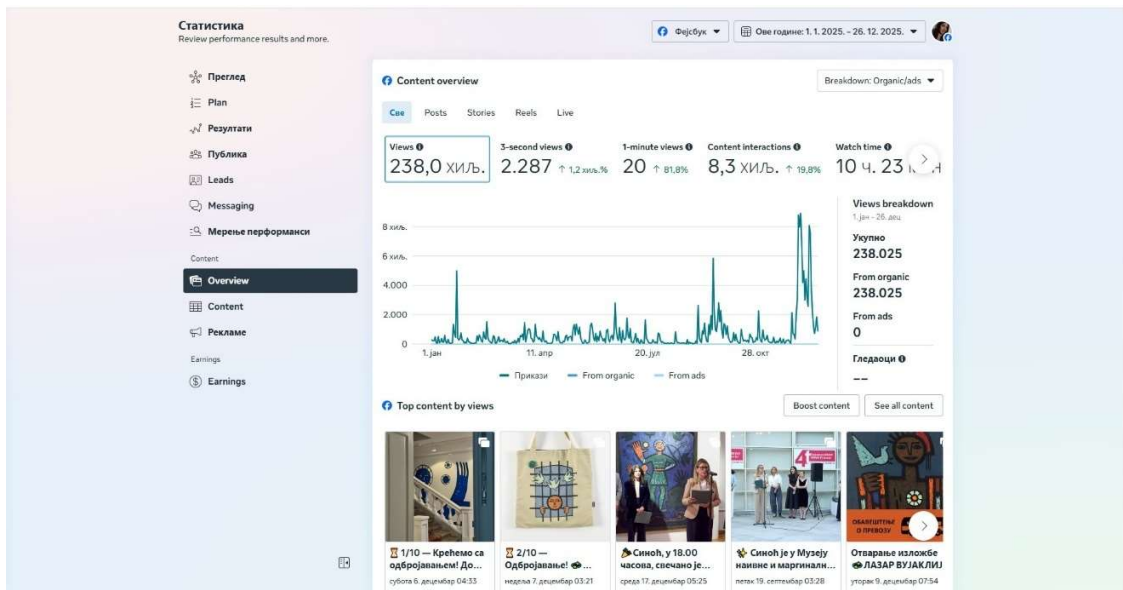 Статистика
Review performance results and more.
Фејсбук
Ове године: 1. 1. 2025. – 26. 12. 2025.
Преглед
Plan
Резултати
Публика
Leads
Messaging
Мерење перформанси
Content
Overview
Content
Рекламе
Earnings
Earnings
Content overview
Breakdown: Organic/ads
Све Posts Stories Reels Live
Views 3-second views 1-minute views Content interactions Watch time
238,0 хиљ. 2.287 ↑ 1,2 хиљ.% 20 ↑ 81,8% 8,3 хиљ. ↑ 19,8% 10 ч. 23
8 хиљ.
6 хиљ.
4.000
2.000
0
1. јан 11. апр 20. јул 28. окт
Прикази From organic From ads
Views breakdown
1. јан – 26. дец
Укупно
238.025
From organic
238.025
From ads
0
Гледаоци
--
Top content by views
Boost content See all content
4
ОБАВЕШТЕЊЕ
О ПРЕВОЗУ
1/10 — Крећемо са
одбројавањем! До...
субота 6. децембар 04:33
2/10 —
Одбројавање! ...
недеља 7. децембар 03:21
Синоћ, у 18.00
часова, свечано је...
среда 17. децембар 05:25
Синоћ је у Музеју
наивне и маргиналн...
петак 19. септембар 03:28
Отварање изложбе
ЛАЗАР ВУЈАКЛИЈ
уторак 9. децембар 07:54